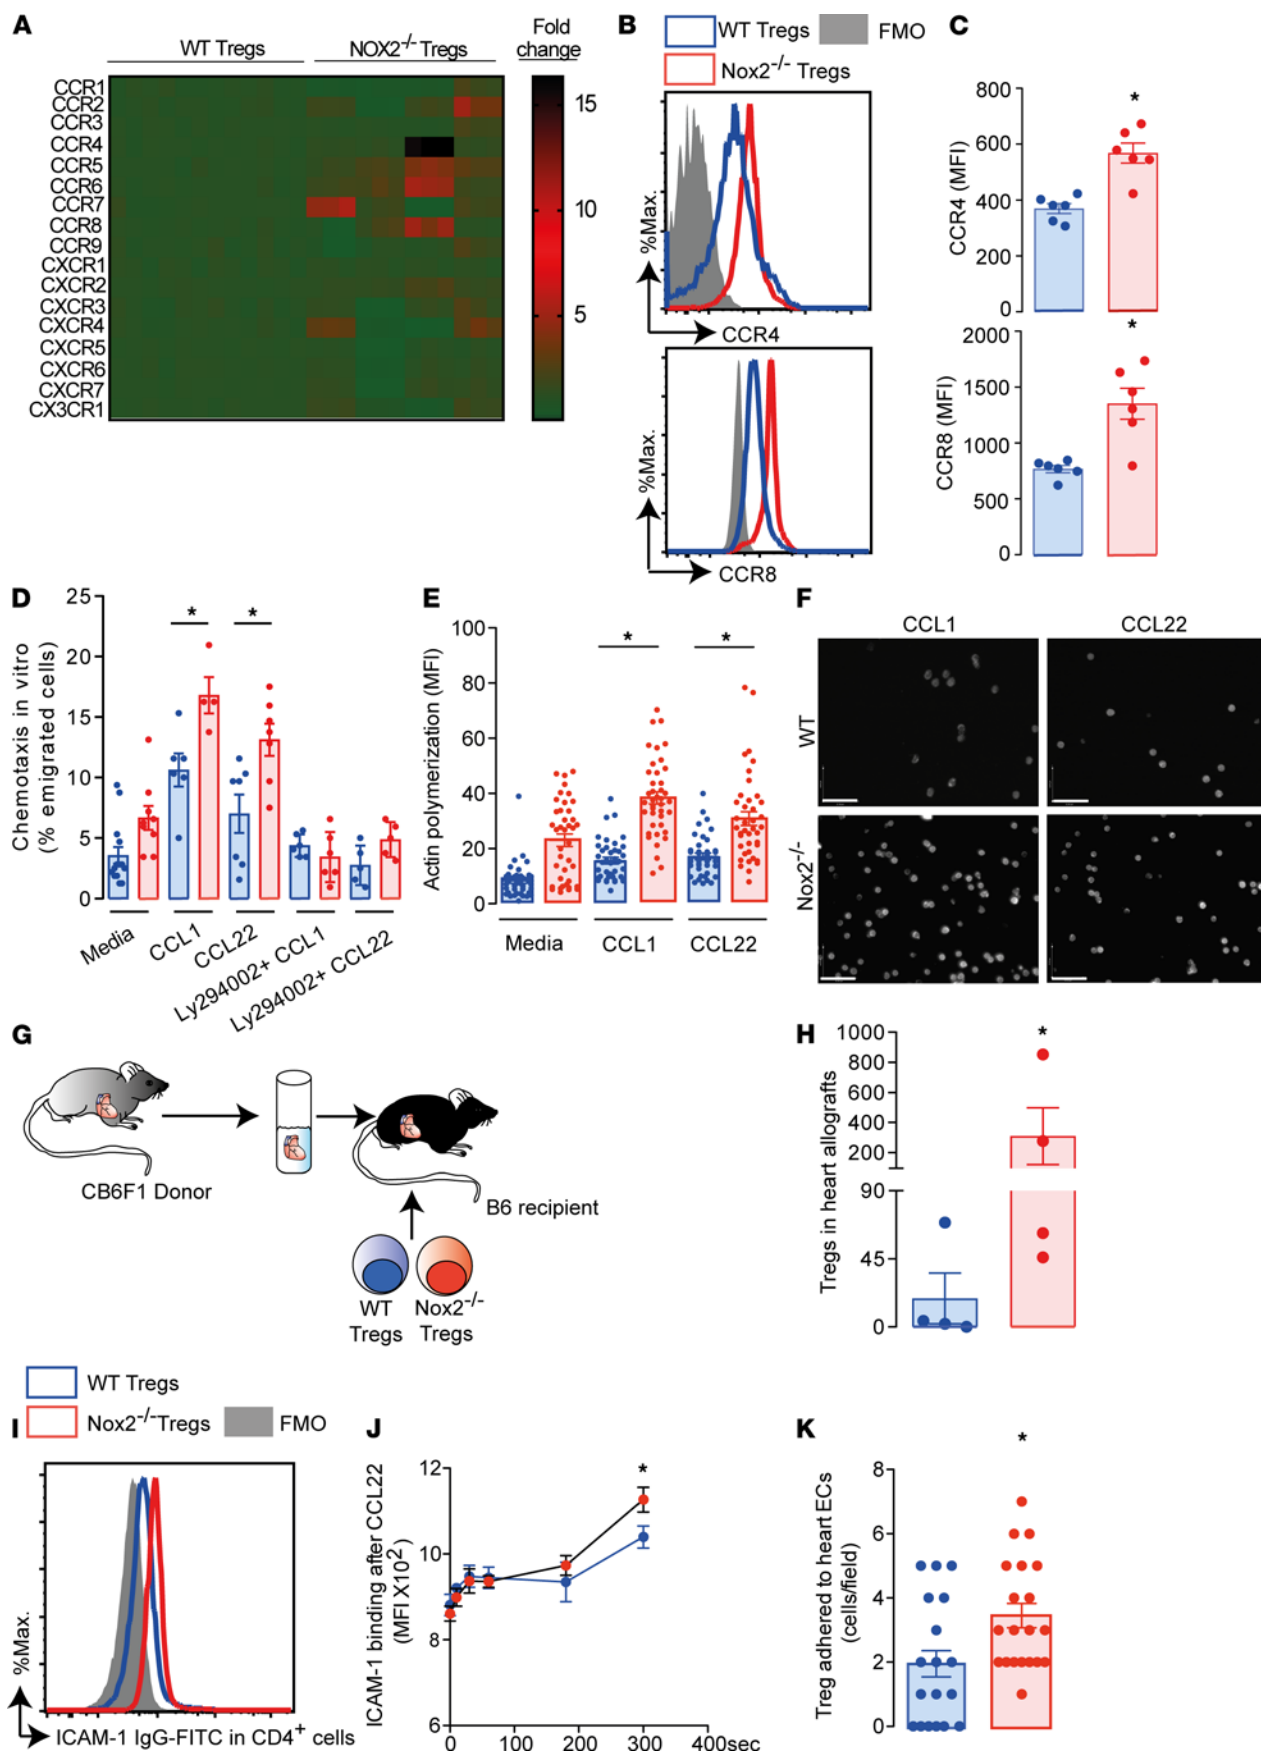 A
WT Tregs
NOX2-/- Tregs
Fold
change
CCR1
CCR2
CCR3
CCR4
CCR5
CCR6
CCR7
CCR8
CCR9
CXCR1
CXCR2
CXCR3
CXCR4
CXCR5
CXCR6
CXCR7
CX3CR1
15
10
5
B
WT Tregs
FMO
Nox2-/- Tregs
%Max.
CCR4
%Max.
CCR8
C
CCR4 (MFI)
800
600
400
200
0
*
CCR8 (MFI)
2000
1500
1000
500
0
*
D
Chemotaxis in vitro
(% emigrated cells)
25
20
15
10
5
0
*
*
Media
CCL1
CCL22
Ly294002+ CCL1
Ly294002+ CCL22
E
Actin polymerization (MFI)
100
80
60
40
20
0
*
*
Media
CCL1
CCL22
F
CCL1
CCL22
WT
Nox2-/-
G
CB6F1 Donor
B6 recipient
WT
Tregs
Nox2-/-
Tregs
H
Tregs in heart allografts
1000
800
600
400
200
90
45
0
*
WT Tregs
Nox2-/-Tregs
FMO
I
%Max.
ICAM-1 IgG-FITC in CD4+ cells
J
ICAM-1 binding after CCL22
(MFI X102)
12
10
8
6
*
0
100
200
300
400sec
K
Treg adhered to heart ECs
(cells/field)
8
6
4
2
0
*